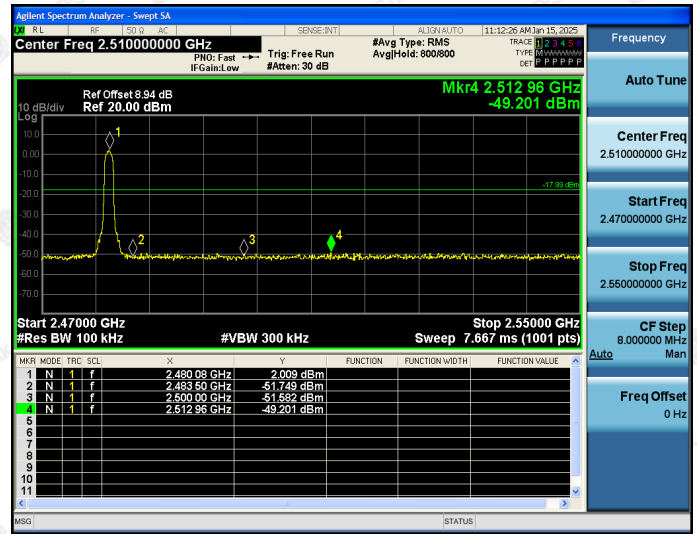 Agilent Spectrum Analyzer - Swept SA
LXI RL RF 50 Ω AC SENSE:INT ALIGNAUTO 11:12:26 AM Jan 15, 2025
Center Freq 2.510000000 GHz
PNO: Fast
IFGain:Low
Trig: Free Run
#Atten: 30 dB
#Avg Type: RMS
Avg|Hold: 800/800
TRACE 1 2 3 4 5 6
TYPE M
DET P P P P P P
Mkr4 2.512 96 GHz
-49.201 dBm
Ref Offset 8.94 dB
10 dB/div Ref 20.00 dBm
Log
10.0
0.00
-10.0
-20.0
-30.0
-40.0
-50.0
-60.0
-70.0
1
2
3
4
-17.99 dBm
Start 2.47000 GHz Stop 2.55000 GHz
#Res BW 100 kHz #VBW 300 kHz Sweep 7.667 ms (1001 pts)
MKR MODE TRC SCL X Y FUNCTION FUNCTION WIDTH FUNCTION VALUE
1 N 1 f 2.480 08 GHz 2.009 dBm
2 N 1 f 2.483 50 GHz -51.749 dBm
3 N 1 f 2.500 00 GHz -51.582 dBm
4 N 1 f 2.512 96 GHz -49.201 dBm
5
6
7
8
9
10
11
MSG STATUS
Frequency
Auto Tune
Center Freq
2.510000000 GHz
Start Freq
2.470000000 GHz
Stop Freq
2.550000000 GHz
CF Step
8.000000 MHz
Auto Man
Freq Offset
0 Hz